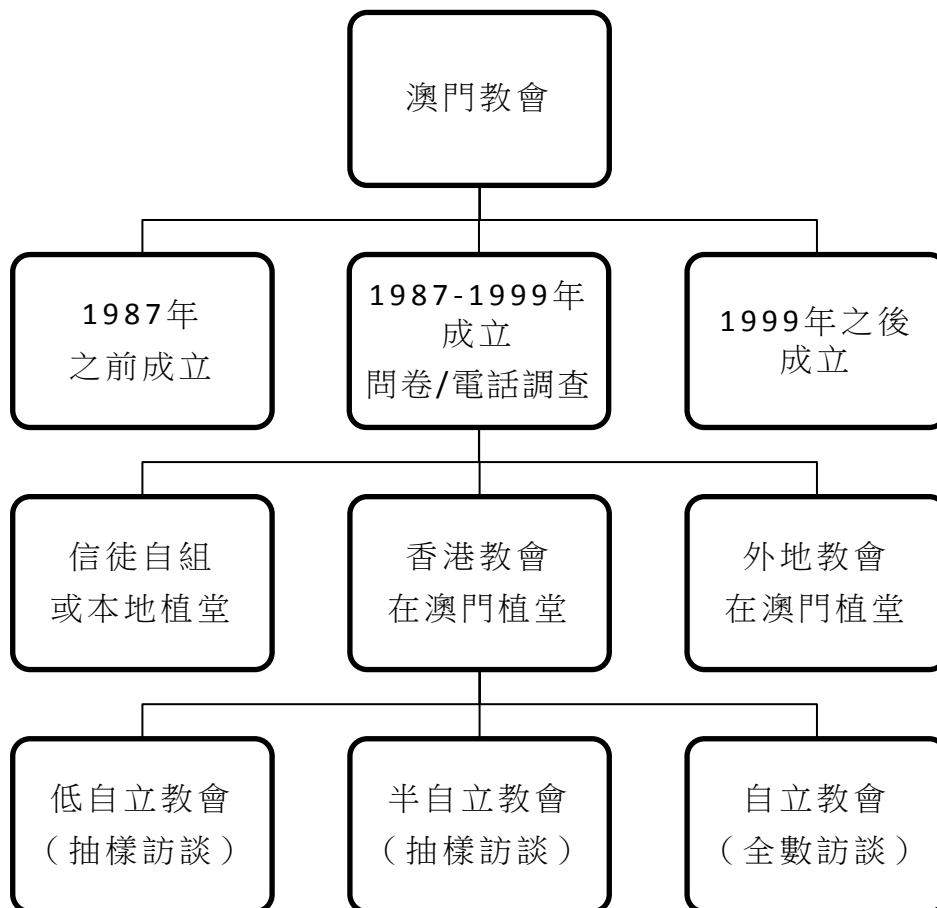 澳門教會
1987年
之前成立
1987-1999年
成立
問卷/電話調查
1999年之後
成立
信徒自組
或本地植堂
香港教會
在澳門植堂
外地教會
在澳門植堂
低自立教會
（抽樣訪談）
半自立教會
（抽樣訪談）
自立教會
（全數訪談）